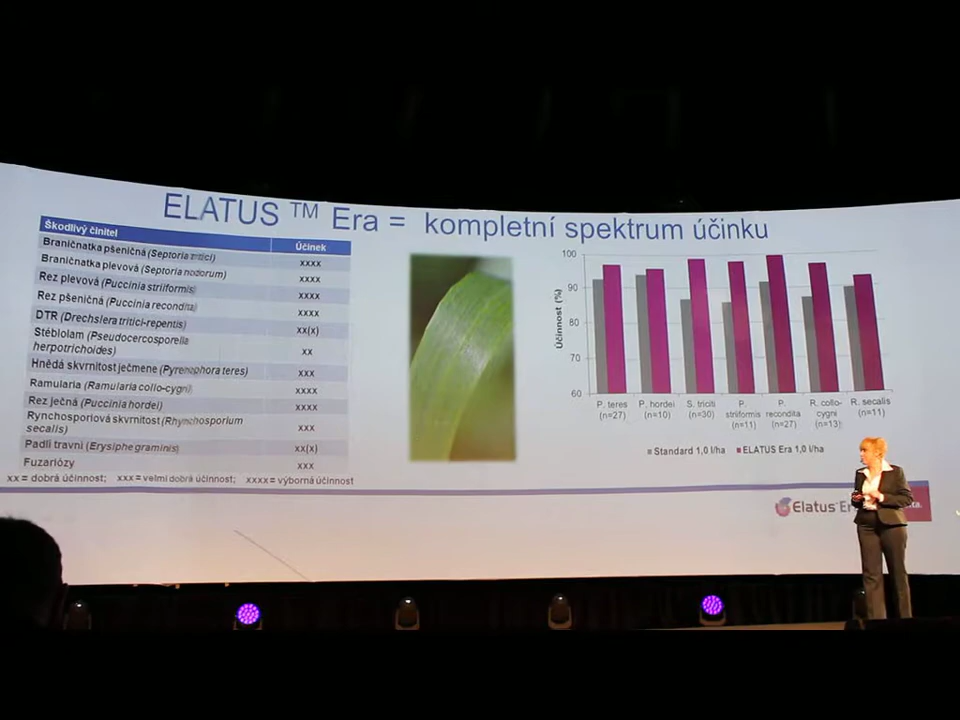 ELATUS ™ Era = kompletní spektrum účinku
Škodlivý činitel Účinek
Braničnatka pšeničná (Septoria tritici) xxxx
Braničnatka plevová (Septoria nodorum) xxxx
Rez plevová (Puccinia striiformis) xxxx
Rez pšeničná (Puccinia recondita) xxxx
DTR (Drechslera tritici-repentis) xx(x)
Stéblolam (Pseudocercosporella
herpotrichoides) xx
Hnědá skvrnitost ječmene (Pyrenophora teres) xxx
Ramularia (Ramularia collo-cygni) xxxx
Rez ječná (Puccinia hordei) xxxx
Rynchosporiová skvrnitost (Rhynchosporium
secalis) xxx
Padlí travní (Erysiphe graminis) xx(x)
Fuzariózy xxx
xx = dobrá účinnost; xxx = velmi dobrá účinnost; xxxx = výborná účinnost
Účinnost (%)
100
90
80
70
60
P. teres
(n=27)
P. hordei
(n=10)
S. tritici
(n=30)
P.
striiformis
(n=11)
P.
recondita
(n=27)
R. collo-
cygni
(n=13)
R. secalis
(n=11)
Standard 1,0 l/ha ELATUS Era 1,0 l/ha
Elatus Er